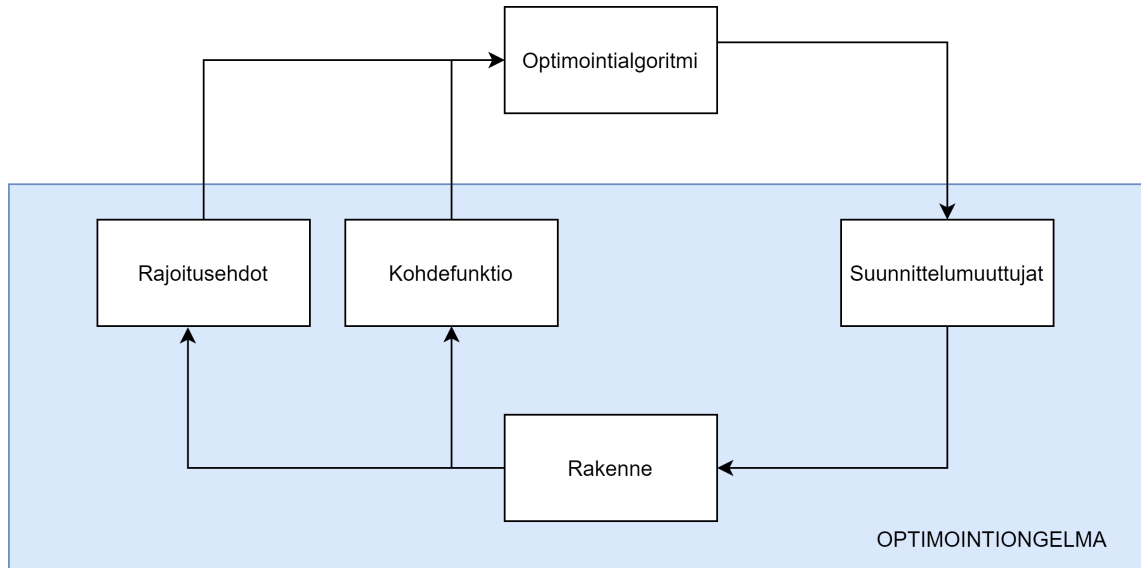 Optimointialgoritmi
Rajoitusehdot
Kohdefunktio
Suunnittelumuuttujat
Rakenne
OPTIMOINTIONGELMA